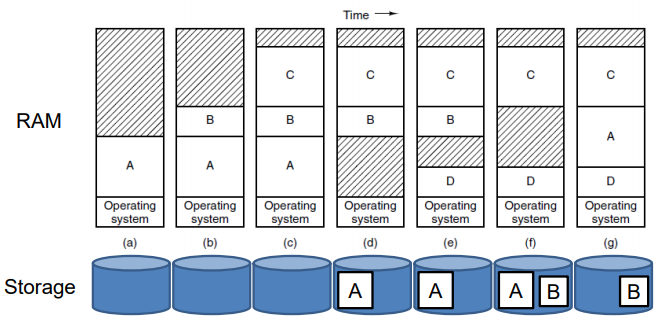 Time
RAM
C C C C C
B B B B
A
A A A
D D D
Operating system Operating system Operating system Operating system Operating system Operating system Operating system
(a) (b) (c) (d) (e) (f) (g)
Storage
A A A B B